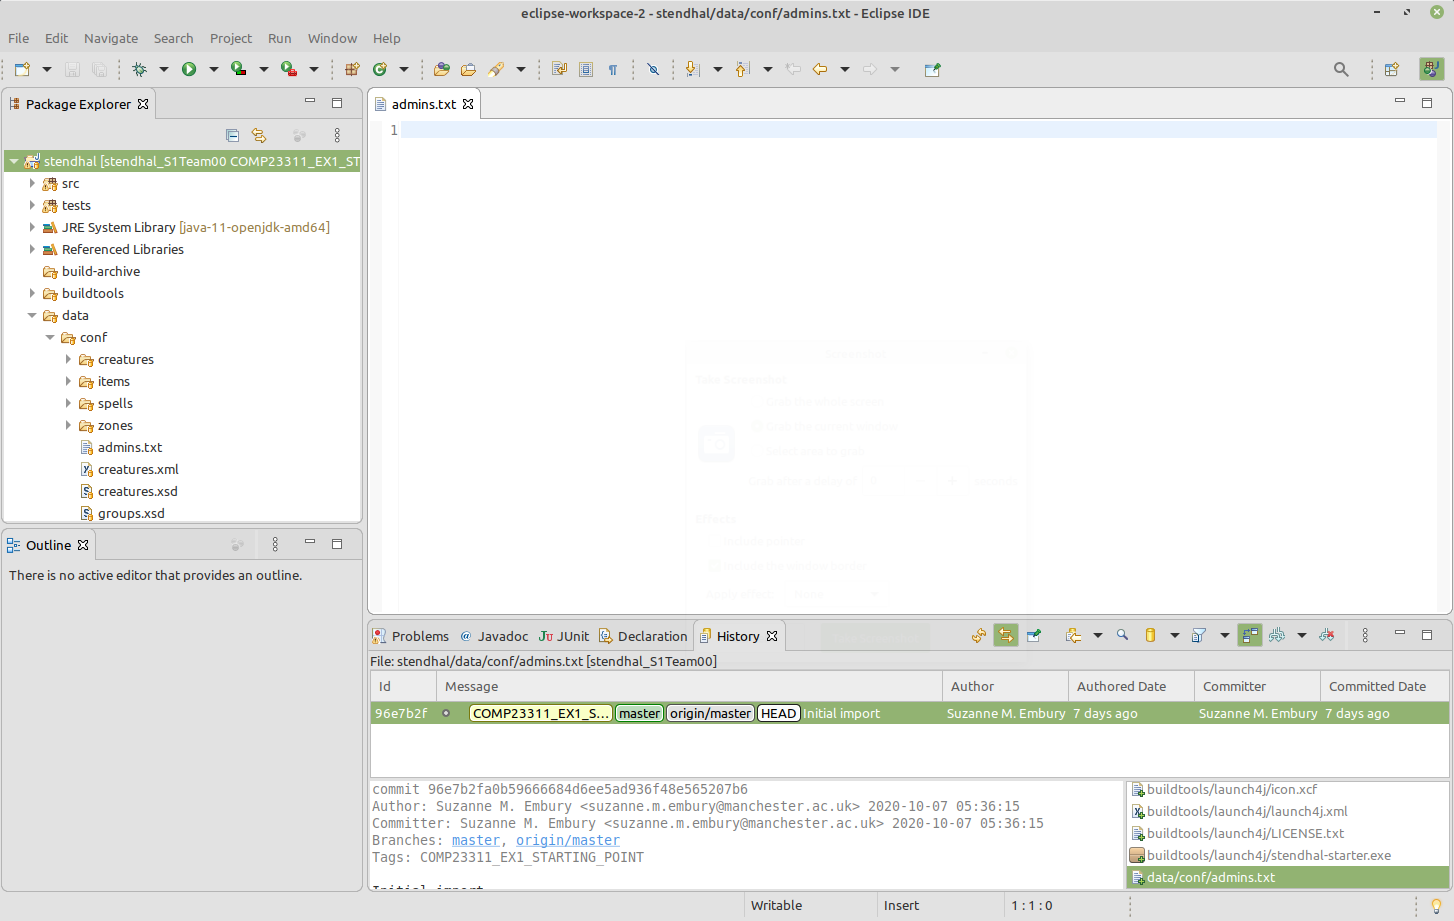 eclipse-workspace-2 - stendhal/data/conf/admins.txt - Eclipse IDE
File Edit Navigate Search Project Run Window Help
Package Explorer
stendhal [stendhal_S1Team00 COMP23311_EX1_ST
src
tests
JRE System Library [java-11-openjdk-amd64]
Referenced Libraries
build-archive
buildtools
data
conf
creatures
items
spells
zones
admins.txt
creatures.xml
creatures.xsd
groups.xsd
Outline
There is no active editor that provides an outline.
admins.txt
1
Problems @ Javadoc Ju JUnit Declaration History
File: stendhal/data/conf/admins.txt [stendhal_S1Team00]
Id Message Author Authored Date Committer Committed Date
96e7b2f COMP23311_EX1_S... master origin/master HEAD Initial import Suzanne M. Embury 7 days ago Suzanne M. Embury 7 days ago
commit 96e7b2fa0b59666684d6ee5ad936f48e565207b6
Author: Suzanne M. Embury <suzanne.m.embury@manchester.ac.uk> 2020-10-07 05:36:15
Committer: Suzanne M. Embury <suzanne.m.embury@manchester.ac.uk> 2020-10-07 05:36:15
Branches: master, origin/master
Tags: COMP23311_EX1_STARTING_POINT
Initial import
buildtools/launch4j/icon.xcf
buildtools/launch4j/launch4j.xml
buildtools/launch4j/LICENSE.txt
buildtools/launch4j/stendhal-starter.exe
data/conf/admins.txt
Writable Insert 1 : 1 : 0